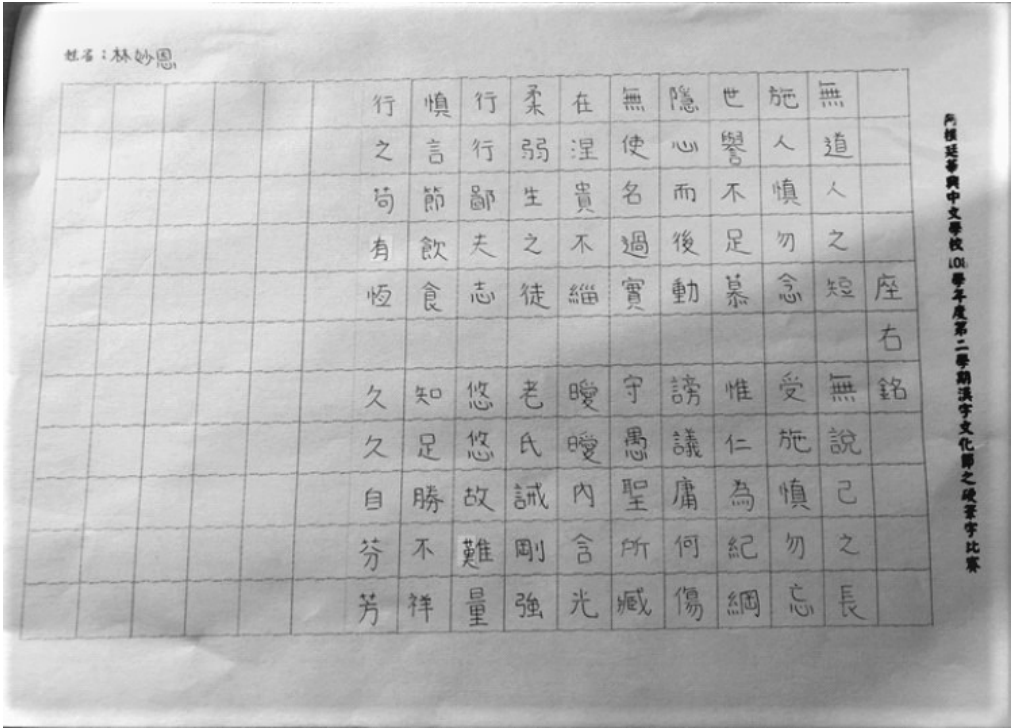 阿根廷華興中文學校101學年度第二學期漢字文化節之硬筆字比賽
座右銘
無道人之短 無說己之長
施人慎勿念 受施慎勿忘
世譽不足慕 惟仁為紀綱
隱心而後動 謗議庸何傷
無使名過實 守愚聖所臧
在涅貴不緇 曖曖內含光
柔弱生之徒 老氏誡剛強
行行鄙夫志 悠悠故難量
慎言節飲食 知足勝不祥
行之苟有恆 久久自芬芳
姓名：林妙恩